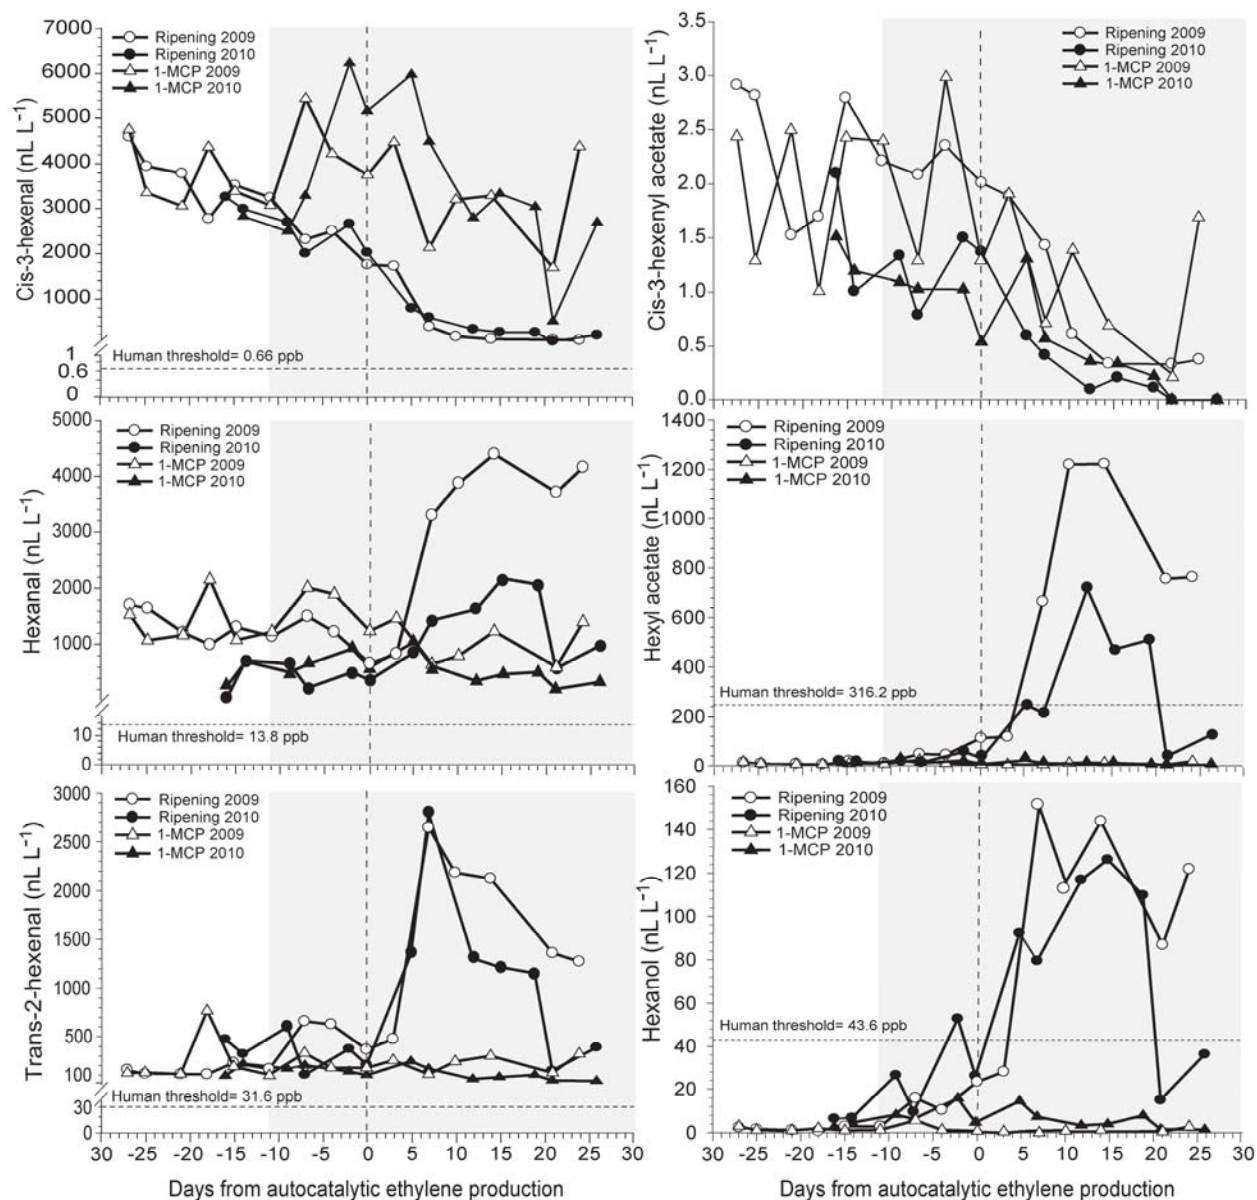 Cis-3-hexenal (nL L⁻¹)
7000
6000
5000
4000
3000
2000
1000
1
0.6
0
Ripening 2009
Ripening 2010
1-MCP 2009
1-MCP 2010
Human threshold= 0.66 ppb
Cis-3-hexenyl acetate (nL L⁻¹)
3.5
3.0
2.5
2.0
1.5
1.0
0.5
0.0
Ripening 2009
Ripening 2010
1-MCP 2009
1-MCP 2010
Hexanal (nL L⁻¹)
5000
4000
3000
2000
1000
10
0
Ripening 2009
Ripening 2010
1-MCP 2009
1-MCP 2010
Human threshold= 13.8 ppb
Hexyl acetate (nL L⁻¹)
1400
1200
1000
800
600
400
200
0
Ripening 2009
Ripening 2010
1-MCP 2009
1-MCP 2010
Human threshold= 316.2 ppb
Trans-2-hexenal (nL L⁻¹)
3000
2500
2000
1500
1000
500
100
30
0
Ripening 2009
Ripening 2010
1-MCP 2009
1-MCP 2010
Human threshold= 31.6 ppb
30 -25 -20 -15 -10 -5 0 5 10 15 20 25 30
Days from autocatalytic ethylene production
Hexanol (nL L⁻¹)
160
140
120
100
80
60
40
20
0
Ripening 2009
Ripening 2010
1-MCP 2009
1-MCP 2010
Human threshold= 43.6 ppb
30 -25 -20 -15 -10 -5 0 5 10 15 20 25 30
Days from autocatalytic ethylene production